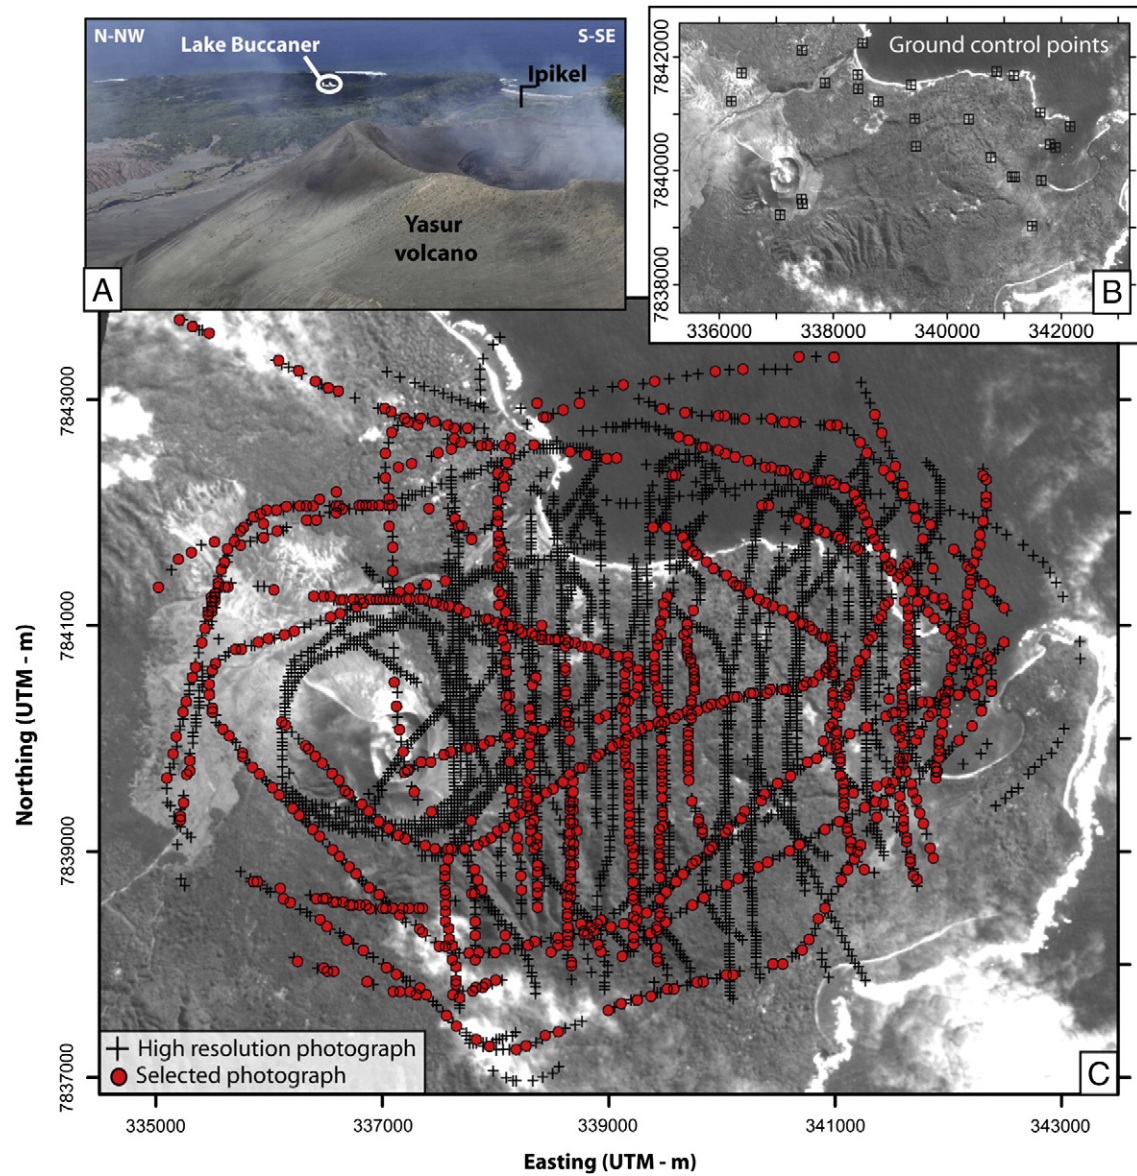 N-NW
S-SE
Lake Buccaner
Ipikel
Yasur
volcano
A
Ground control points
7842000
7840000
7838000
336000 338000 340000 342000
B
7843000
7841000
7839000
7837000
Northing (UTM - m)
High resolution photograph
Selected photograph
C
335000 337000 339000 341000 343000
Easting (UTM - m)